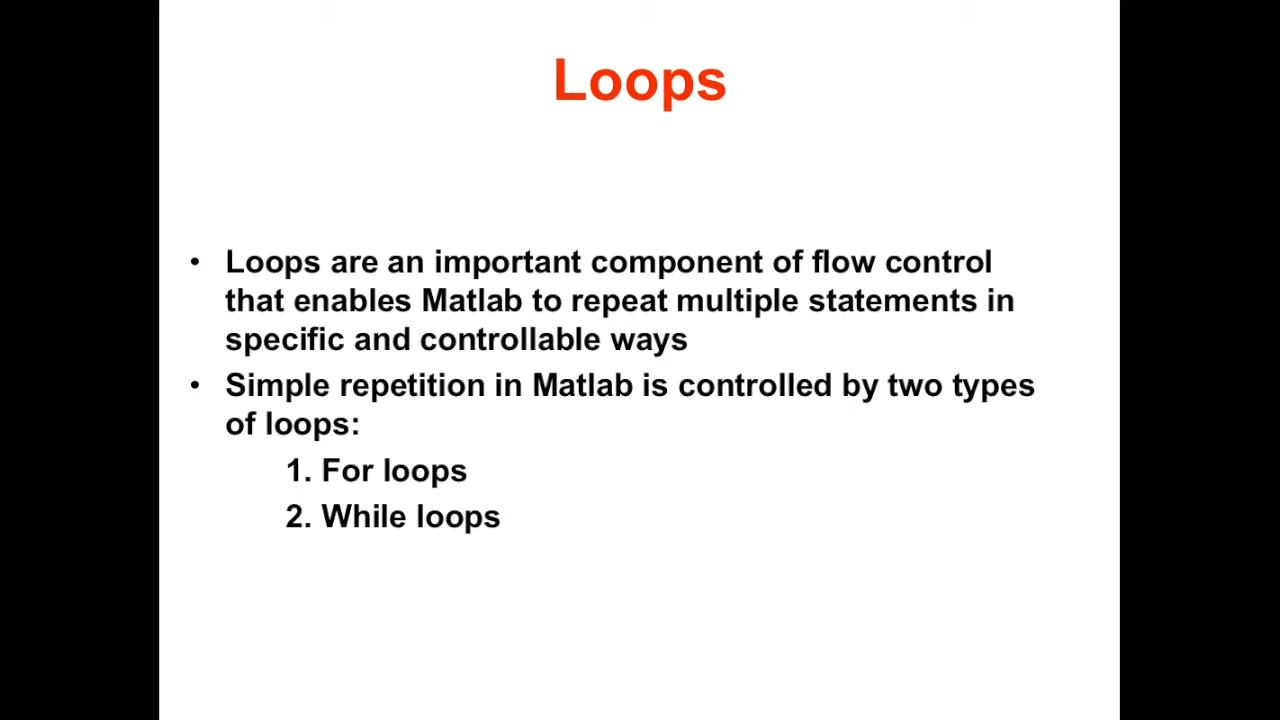 Loops
• Loops are an important component of flow control
that enables Matlab to repeat multiple statements in
specific and controllable ways
• Simple repetition in Matlab is controlled by two types
of loops:
1. For loops
2. While loops